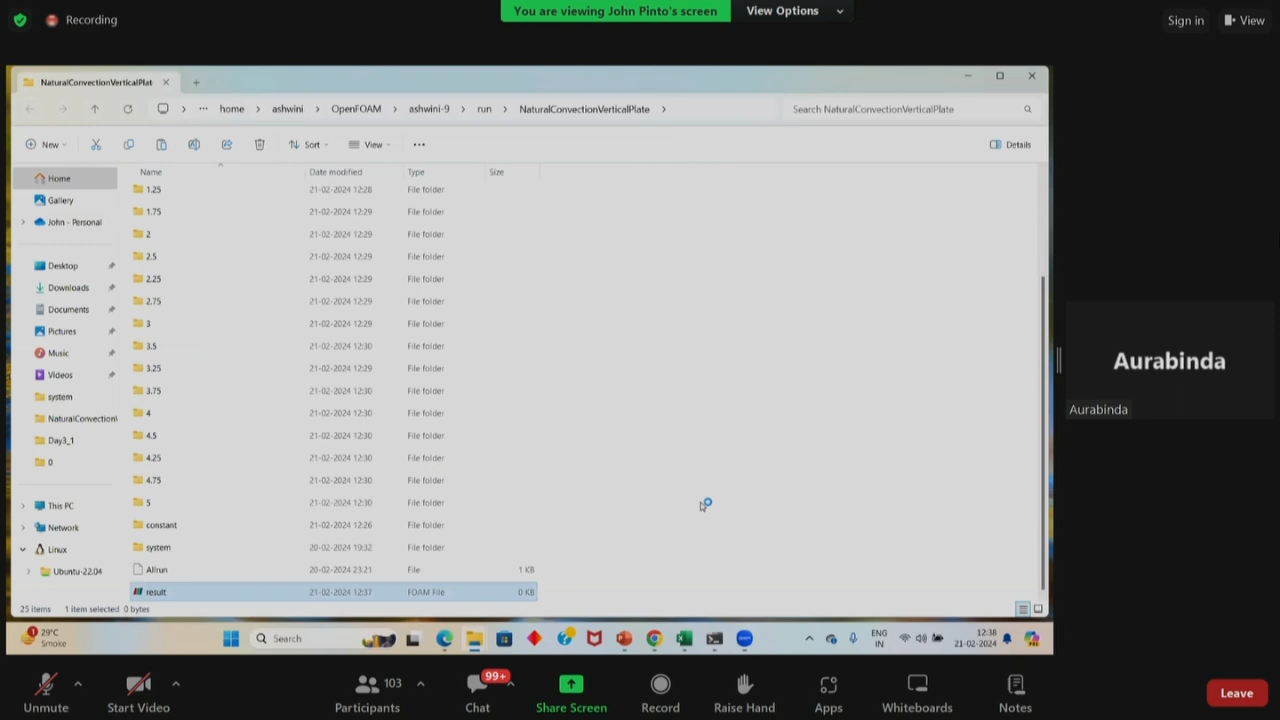 Recording
You are viewing John Pinto's screen
View Options
Sign in
View
NaturalConvectionVerticalPlat
home
ashwini
OpenFOAM
ashwini-9
run
NaturalConvectionVerticalPlate
Search NaturalConvectionVerticalPlate
New
Sort
View
Details
Name
Date modified
Type
Size
Home
Gallery
John - Personal
Desktop
Downloads
Documents
Pictures
Music
Videos
system
NaturalConvection
Day3_1
0
This PC
Network
Linux
Ubuntu-22.04
1.25 21-02-2024 12:28 File folder
1.75 21-02-2024 12:29 File folder
2 21-02-2024 12:29 File folder
2.5 21-02-2024 12:29 File folder
2.25 21-02-2024 12:29 File folder
2.75 21-02-2024 12:29 File folder
3 21-02-2024 12:29 File folder
3.5 21-02-2024 12:30 File folder
3.25 21-02-2024 12:29 File folder
3.75 21-02-2024 12:30 File folder
4 21-02-2024 12:30 File folder
4.5 21-02-2024 12:30 File folder
4.25 21-02-2024 12:30 File folder
4.75 21-02-2024 12:30 File folder
5 21-02-2024 12:30 File folder
constant 21-02-2024 12:26 File folder
system 20-02-2024 19:32 File folder
Allrun 20-02-2024 23:21 File 1 KB
result 21-02-2024 12:37 FOAM File 0 KB
25 items 1 item selected 0 bytes
Aurabinda
Aurabinda
1
29°C
Smoke
Search
ENG
IN
12:38
21-02-2024
Unmute
Start Video
103
Participants
99+
Chat
Share Screen
Record
Raise Hand
Apps
Whiteboards
Notes
Leave